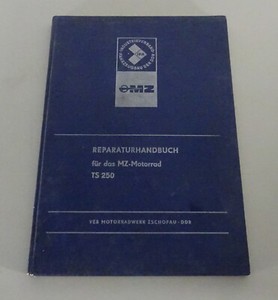 MZ
REPARATURHANDBUCH
für das MZ-Motorrad
TS 250
VEB MOTORRADWERK ZSCHOPAU · DDR